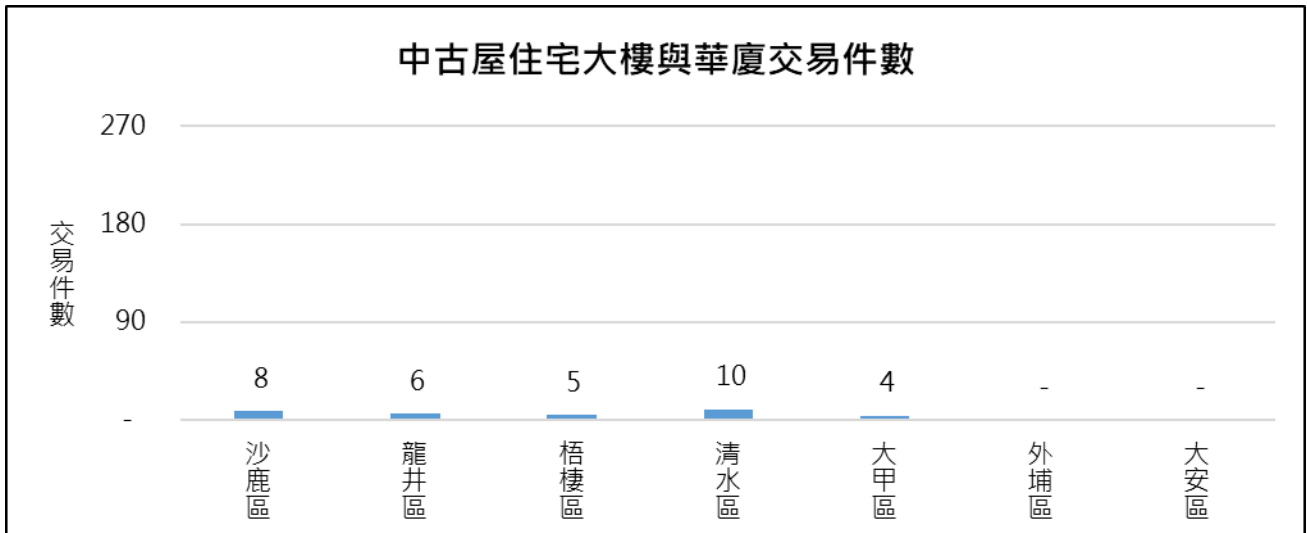 中古屋住宅大樓與華廈交易件數
270
180
90
-
交易件數
8
6
5
10
4
-
-
沙鹿區
龍井區
梧棲區
清水區
大甲區
外埔區
大安區